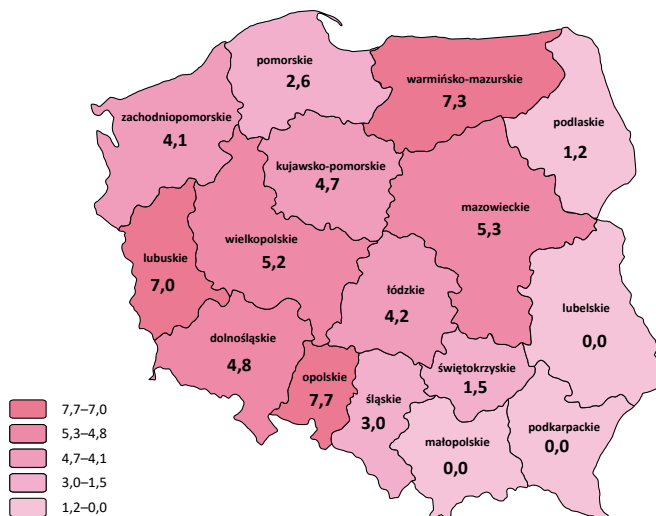 pomorskie
2,6
warmińsko-mazurskie
7,3
zachodniopomorskie
4,1
podlaskie
1,2
kujawsko-pomorskie
4,7
mazowieckie
5,3
wielkopolskie
5,2
lubuskie
7,0
łódzkie
4,2
lubelskie
0,0
dolnośląskie
4,8
opolskie
7,7
śląskie
3,0
świętokrzyskie
1,5
małopolskie
0,0
podkarpackie
0,0
7,7–7,0
5,3–4,8
4,7–4,1
3,0–1,5
1,2–0,0